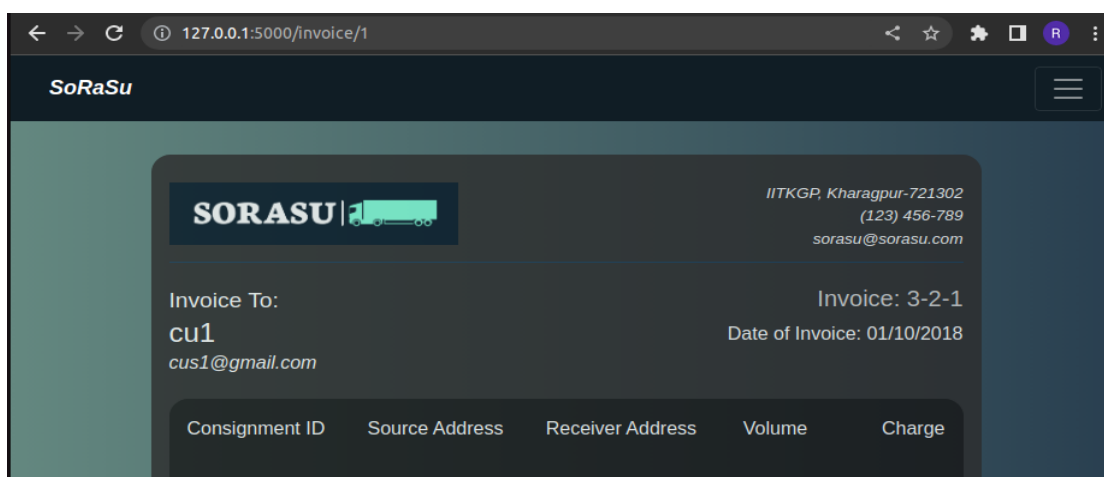 127.0.0.1:5000/invoice/1
R
SoRaSu
SORASU
IITKGP, Kharagpur-721302
(123) 456-789
sorasu@sorasu.com
Invoice To:
cu1
cus1@gmail.com
Invoice: 3-2-1
Date of Invoice: 01/10/2018
Consignment ID Source Address Receiver Address Volume Charge